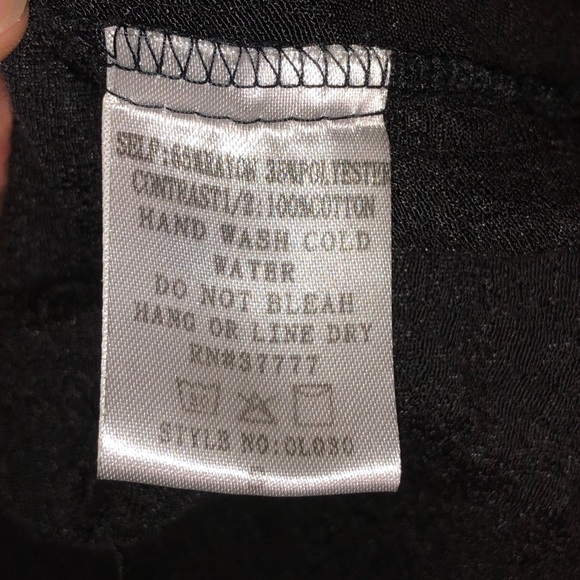 SELF:65%RAYON 35%POLYESTER
CONTRAST1/2,100%COTTON
HAND WASH COLD
WATER
DO NOT BLEAH
HANG OR LINE DRY
RN#37777
STYLE NO:OL030